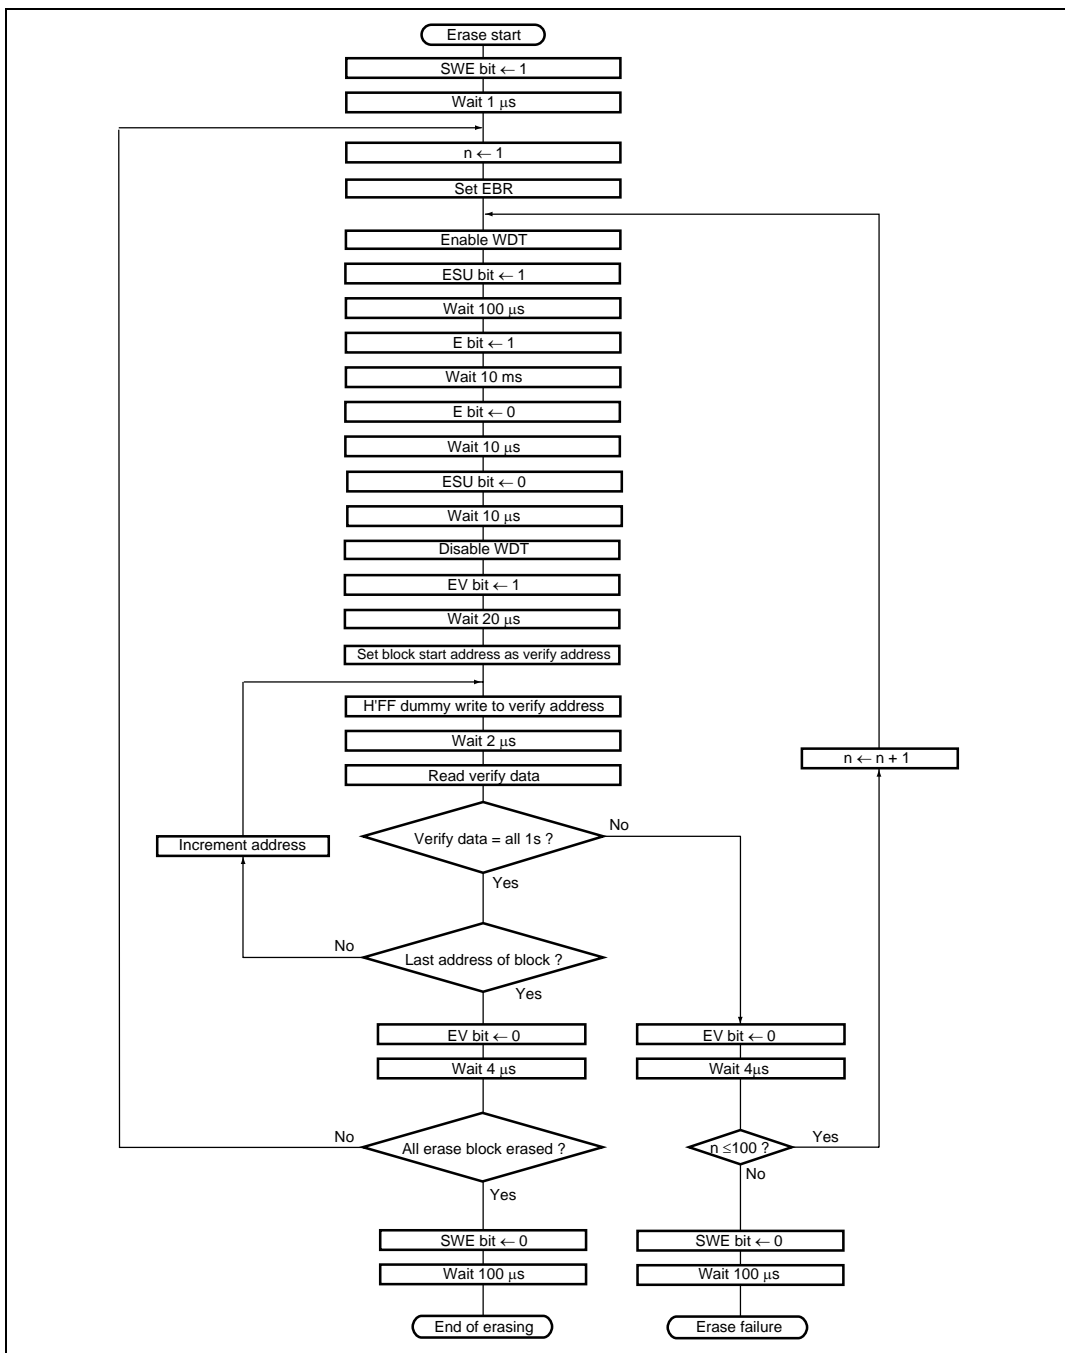 Erase start
SWE bit ← 1
Wait 1 μs
n ← 1
Set EBR
Enable WDT
ESU bit ← 1
Wait 100 μs
E bit ← 1
Wait 10 ms
E bit ← 0
Wait 10 μs
ESU bit ← 0
Wait 10 μs
Disable WDT
EV bit ← 1
Wait 20 μs
Set block start address as verify address
H'FF dummy write to verify address
Wait 2 μs
n ← n + 1
Read verify data
No
Verify data = all 1s ?
Increment address
Yes
No
Last address of block ?
Yes
EV bit ← 0
EV bit ← 0
Wait 4 μs
Wait 4μs
No
Yes
All erase block erased ?
n ≤100 ?
No
Yes
SWE bit ← 0
SWE bit ← 0
Wait 100 μs
Wait 100 μs
End of erasing
Erase failure